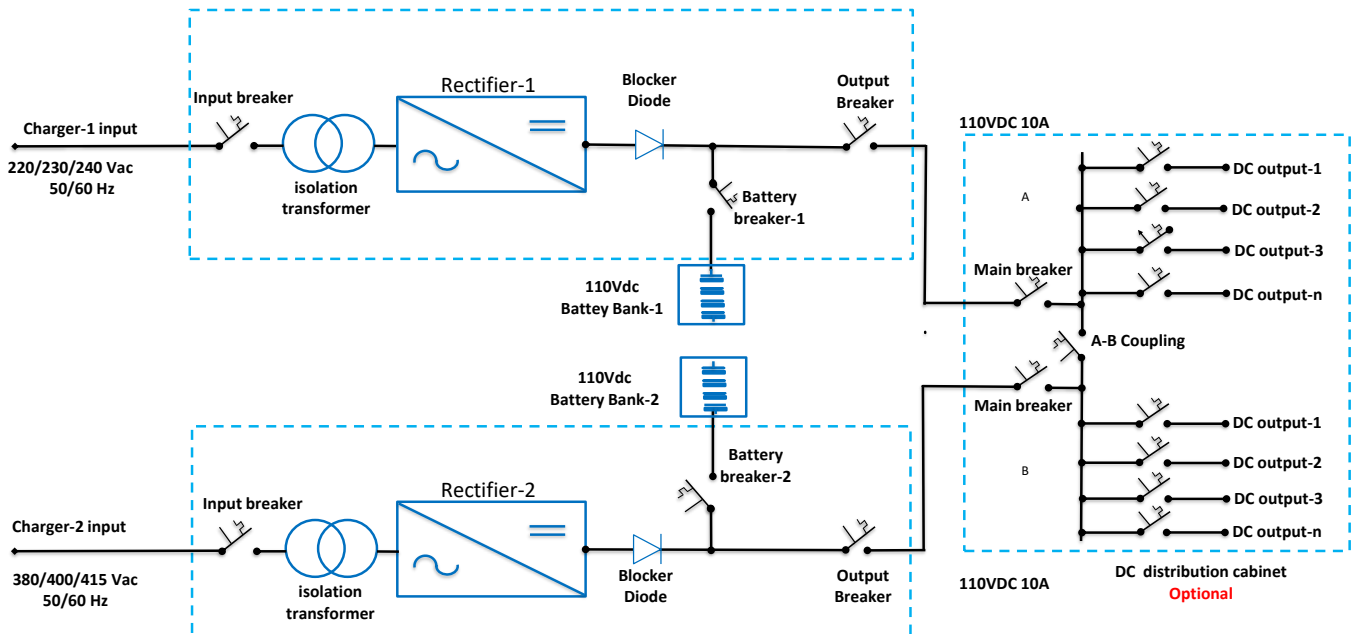 Rectifier-1
Blocker
Diode
Output
Breaker
Input breaker
Charger-1 input
220/230/240 Vac
50/60 Hz
isolation
transformer
Battery
breaker-1
110Vdc
Battey Bank-1
110VDC 10A
A
DC output-1
DC output-2
DC output-3
DC output-n
Main breaker
A-B Coupling
110Vdc
Battery Bank-2
Main breaker
B
DC output-1
DC output-2
DC output-3
DC output-n
Battery
breaker-2
Rectifier-2
Input breaker
Charger-2 input
380/400/415 Vac
50/60 Hz
isolation
transformer
Blocker
Diode
Output
Breaker
110VDC 10A
DC distribution cabinet
Optional